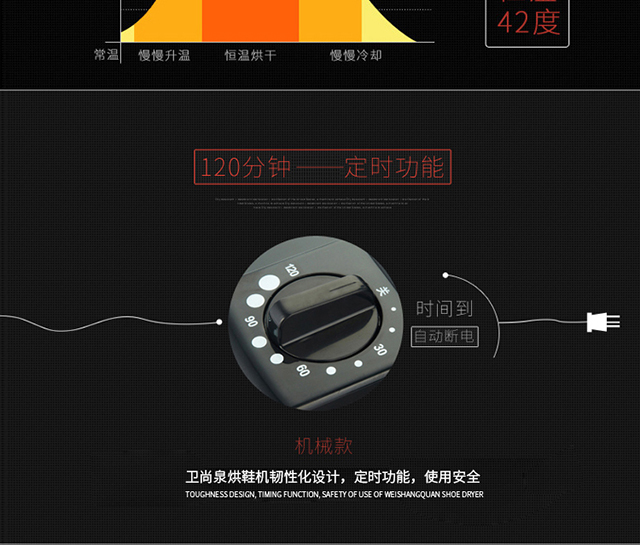 42度
常温
慢慢升温
恒温烘干
慢慢冷却
120分钟——定时功能
120
关
90
60
30
时间到
自动断电
机械款
卫尚泉烘鞋机韧性化设计，定时功能，使用安全
TOUGHNESS DESIGN, TIMING FUNCTION, SAFETY OF USE OF WEISHANGQUAN SHOE DRYER